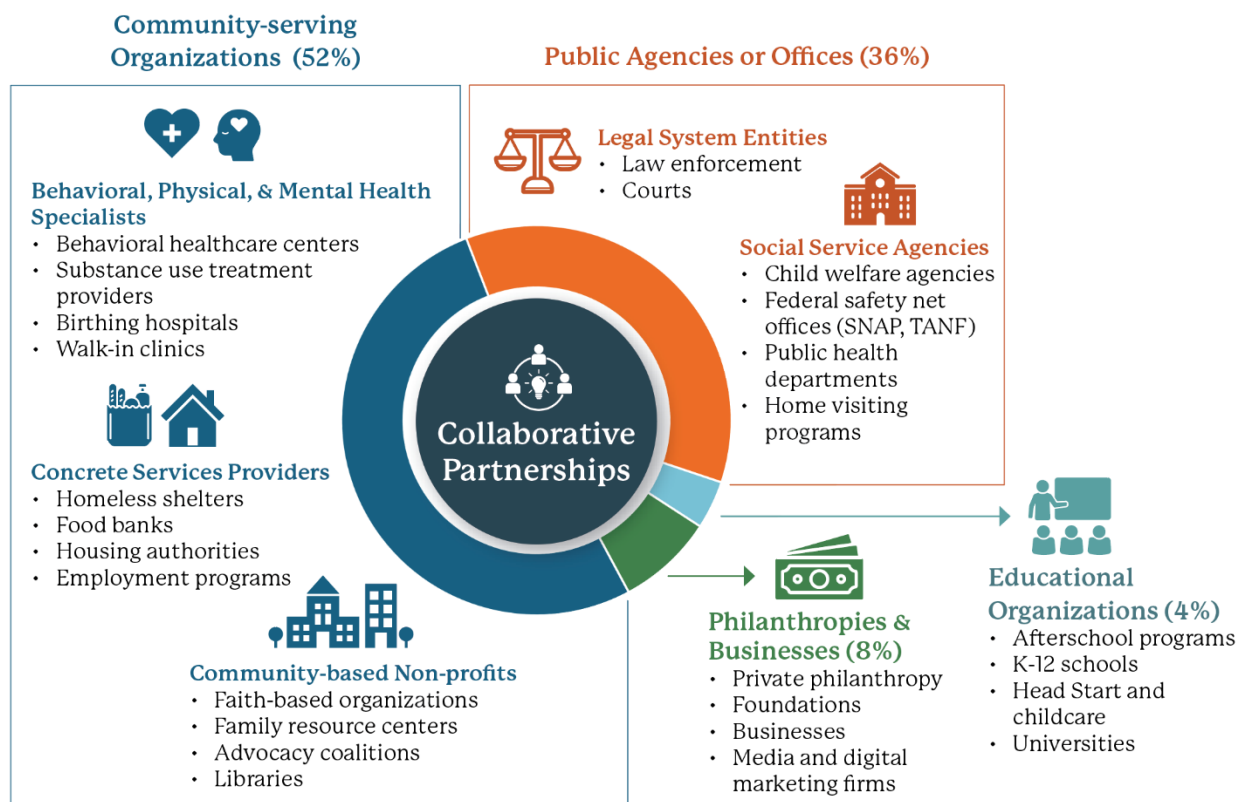 Community-serving
Organizations (52%)
Behavioral, Physical, & Mental Health
Specialists
• Behavioral healthcare centers
• Substance use treatment
providers
• Birthing hospitals
• Walk-in clinics
Concrete Services Providers
• Homeless shelters
• Food banks
• Housing authorities
• Employment programs
Community-based Non-profits
• Faith-based organizations
• Family resource centers
• Advocacy coalitions
• Libraries
Collaborative
Partnerships
Public Agencies or Offices (36%)
Legal System Entities
• Law enforcement
• Courts
Social Service Agencies
• Child welfare agencies
• Federal safety net
offices (SNAP, TANF)
• Public health
departments
• Home visiting
programs
Philanthropies &
Businesses (8%)
• Private philanthropy
• Foundations
• Businesses
• Media and digital
marketing firms
Educational
Organizations (4%)
• Afterschool programs
• K-12 schools
• Head Start and
childcare
• Universities